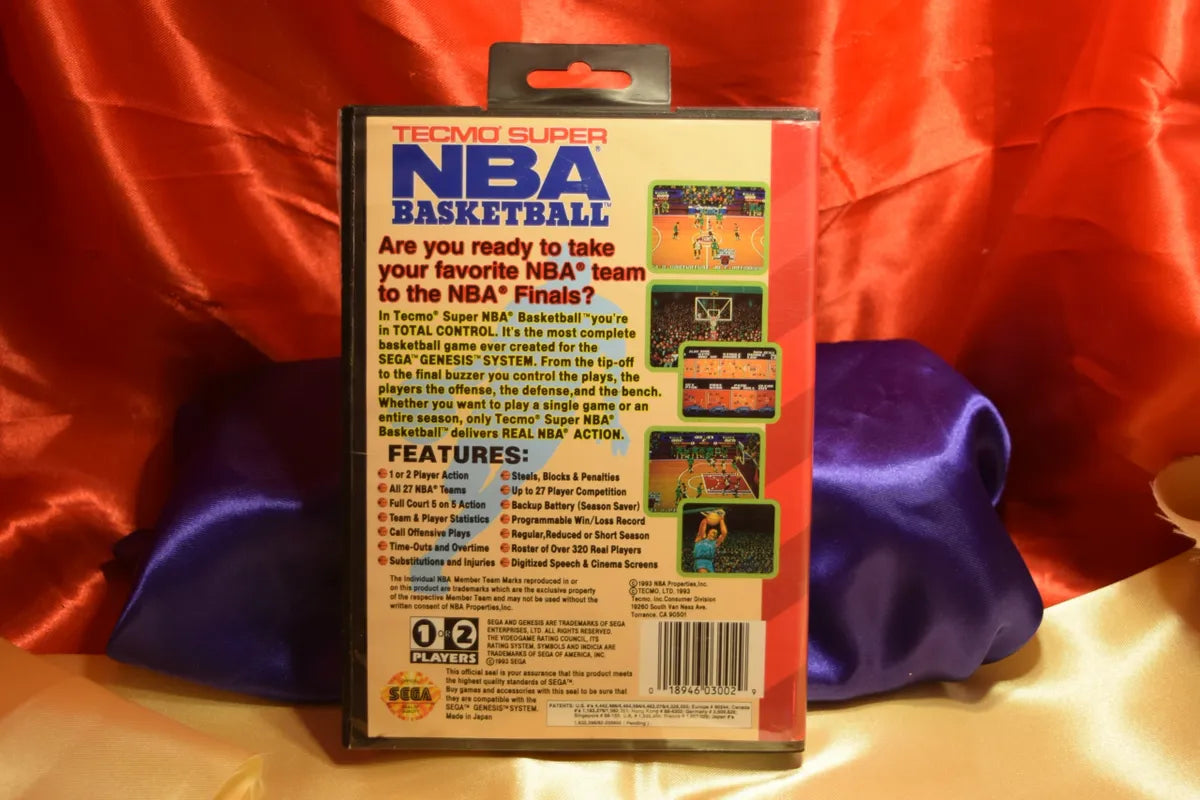 TECMO® SUPER
NBA®
BASKETBALL™
Are you ready to take
your favorite NBA® team
to the NBA® Finals?
In Tecmo® Super NBA® Basketball™ you're
in TOTAL CONTROL. It's the most complete
basketball game ever created for the
SEGA™ GENESIS™ SYSTEM. From the tip-off
to the final buzzer you control the plays, the
players the offense, the defense,and the bench.
Whether you want to play a single game or an
entire season, only Tecmo® Super NBA®
Basketball™ delivers REAL NBA® ACTION.
FEATURES:
1 or 2 Player Action
All 27 NBA® Teams
Full Court 5 on 5 Action
Team & Player Statistics
Call Offensive Plays
Time-Outs and Overtime
Substitutions and Injuries
Steals, Blocks & Penalties
Up to 27 Player Competition
Backup Battery (Season Saver)
Programmable Win/Loss Record
Regular,Reduced or Short Season
Roster of Over 320 Real Players
Digitized Speech & Cinema Screens
The Individual NBA Member Team Marks reproduced in or
on this product are trademarks which are the exclusive property
of the respective Member Team and may not be used without the
written consent of NBA Properties,Inc.
©1993 NBA Properties,Inc.
©TECMO, LTD. 1993
Tecmo, Inc.Consumer Division
19260 South Van Ness Ave.
Torrance, CA 90501
1 OR 2
PLAYERS
SEGA AND GENESIS ARE TRADEMARKS OF SEGA
ENTERPRISES, LTD. ALL RIGHTS RESERVED.
THE VIDEOGAME RATING COUNCIL, ITS
RATING SYSTEM, SYMBOLS AND INDICIA ARE
TRADEMARKS OF SEGA OF AMERICA, INC.
©1993 SEGA
SEGA
This official seal is your assurance that this product meets
the highest quality standards of SEGA™.
Buy games and accessories with this seal to be sure that
they are compatible with the
SEGA™ GENESIS™ SYSTEM.
Made in Japan
0 18946 03002 9
PATENTS: U.S. #'s